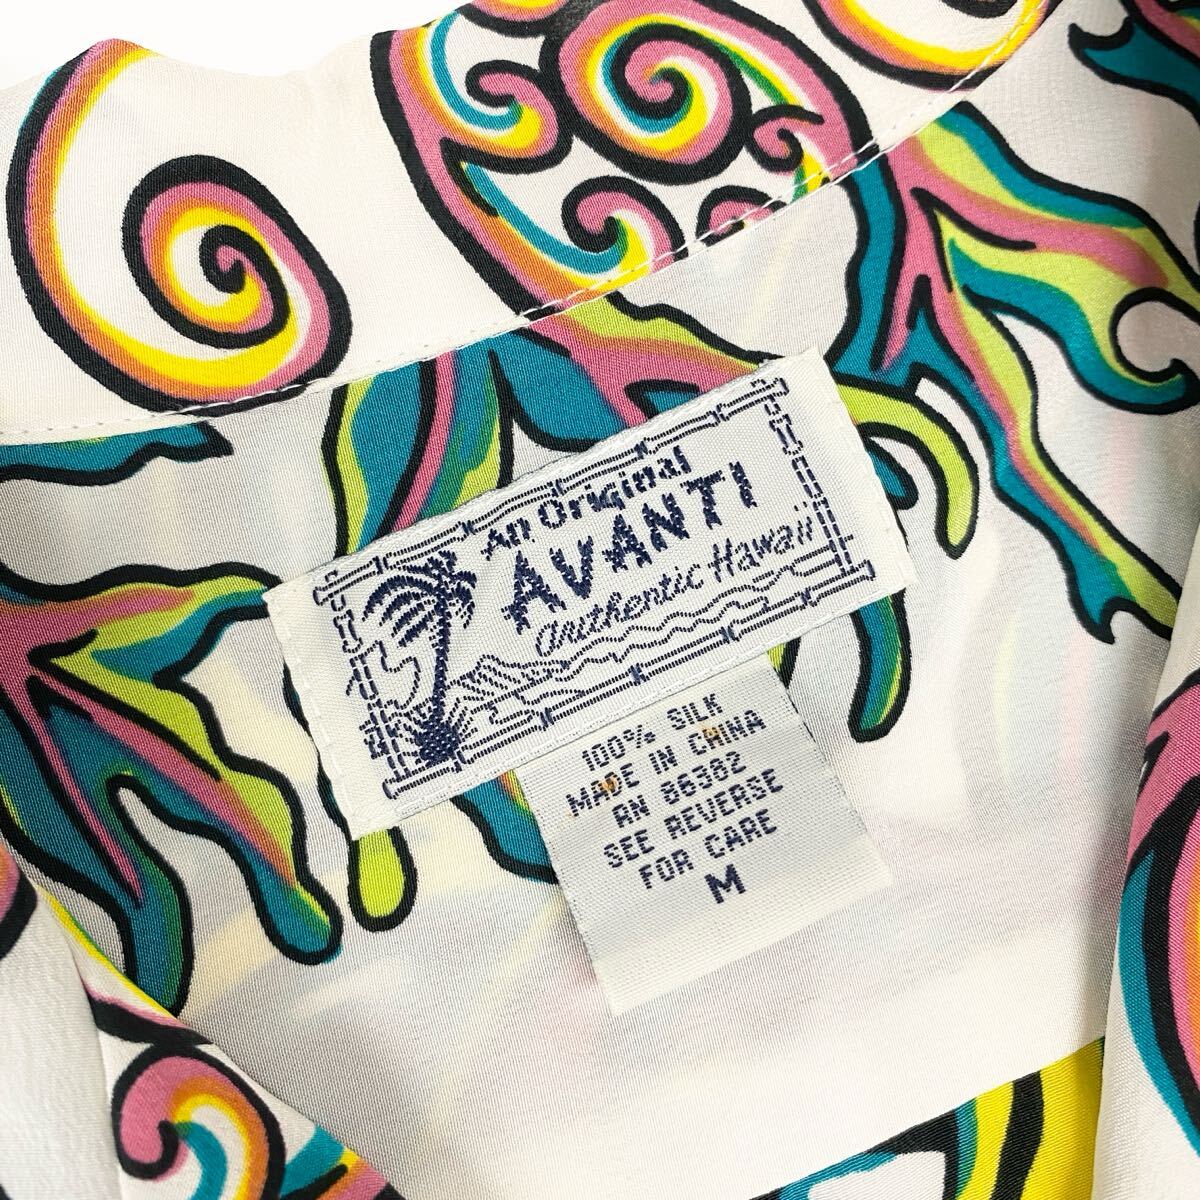 An Original
AVANTI
Authentic Hawaii
100% SILK
MADE IN CHINA
RN 86382
SEE REVERSE
FOR CARE
M